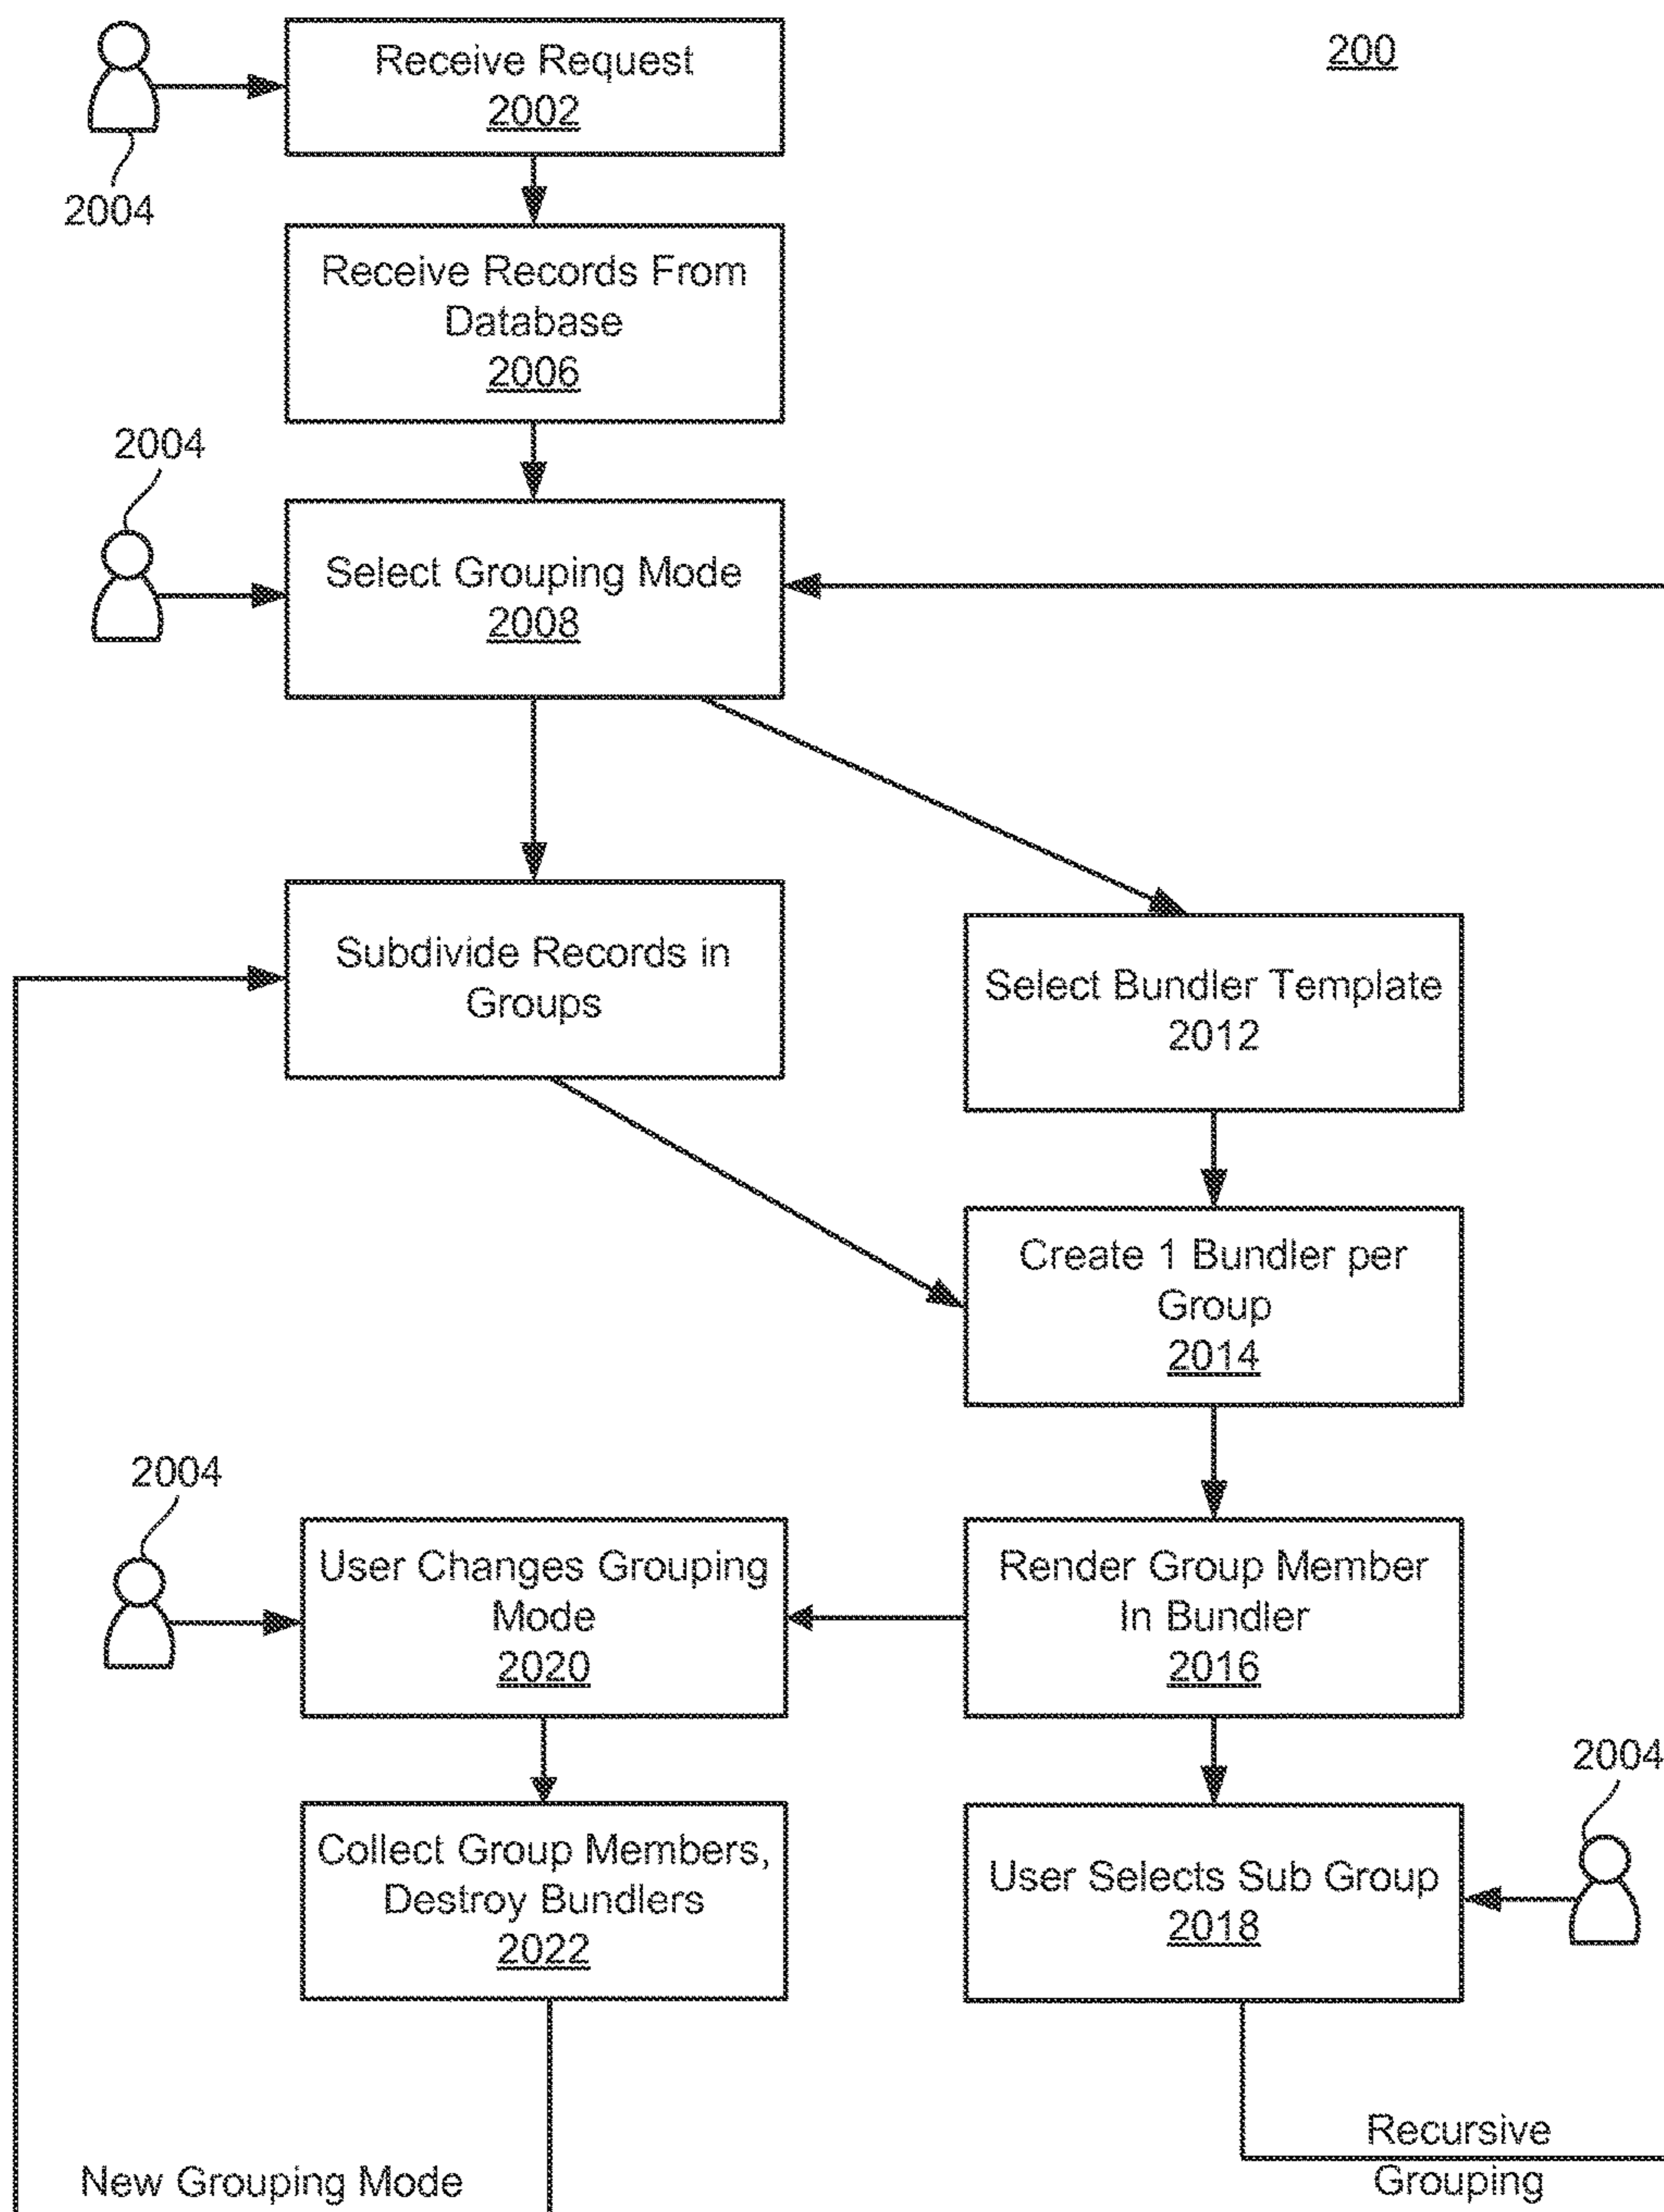 200
Receive Request
2002
2004
Receive Records From
Database
2006
2004
Select Grouping Mode
2008
Subdivide Records in
Groups
Select Bundler Template
2012
Create 1 Bundler per
Group
2014
2004
User Changes Grouping
Mode
2020
Render Group Member
In Bundler
2016
2004
Collect Group Members,
Destroy Bundlers
2022
User Selects Sub Group
2018
New Grouping Mode
Recursive
Grouping